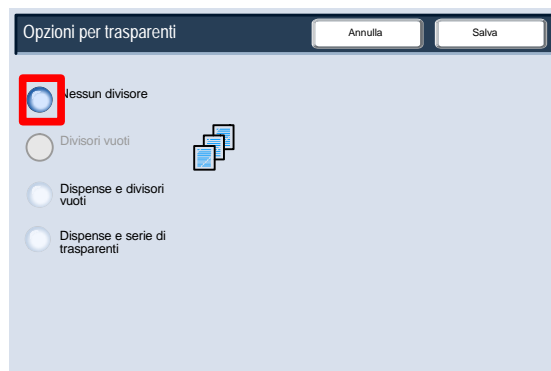 Opzioni per trasparenti
Annulla
Salva
Nessun divisore
Divisori vuoti
Dispense e divisori
vuoti
Dispense e serie di
trasparenti